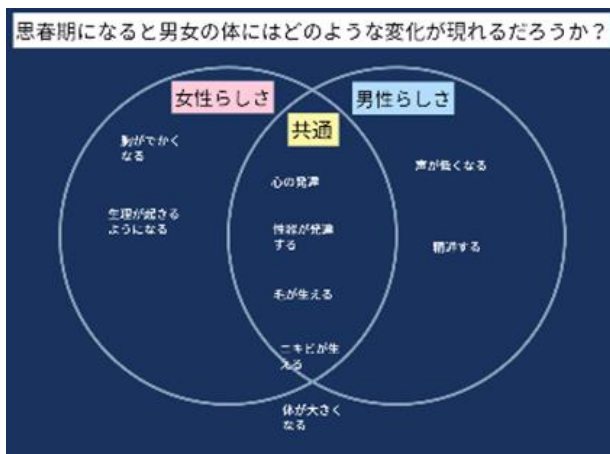 思春期になると男女の体にはどのような変化が現れるだろうか？
女性らしさ
男性らしさ
共通
胸がでかく
なる
生理が起きる
ようになる
心の発達
性器が発達
する
毛が生える
ニキビが生
える
体が大きく
なる
声が低くなる
精通する